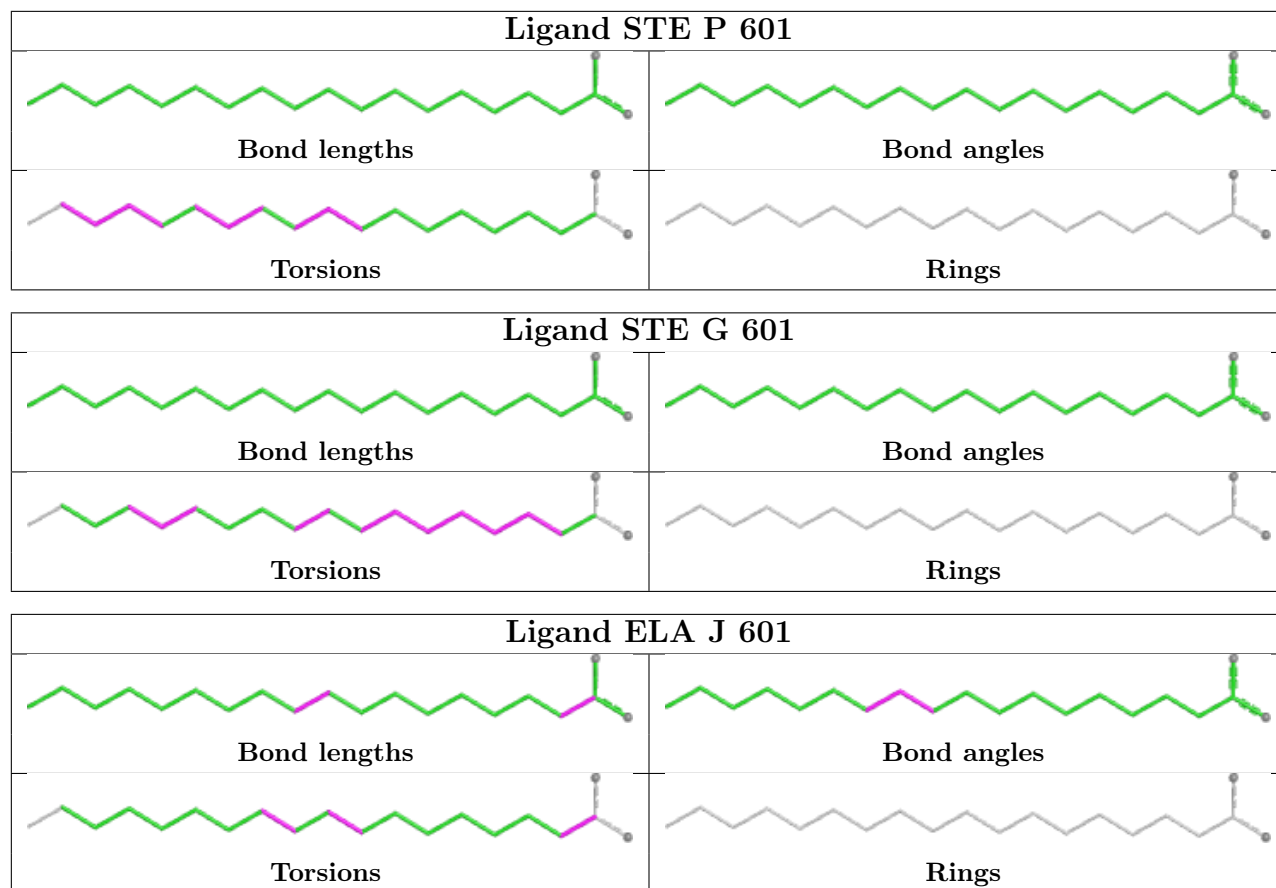 Ligand STE P 601
Bond lengths
Bond angles
Torsions
Rings
Ligand STE G 601
Bond lengths
Bond angles
Torsions
Rings
Ligand ELA J 601
Bond lengths
Bond angles
Torsions
Rings